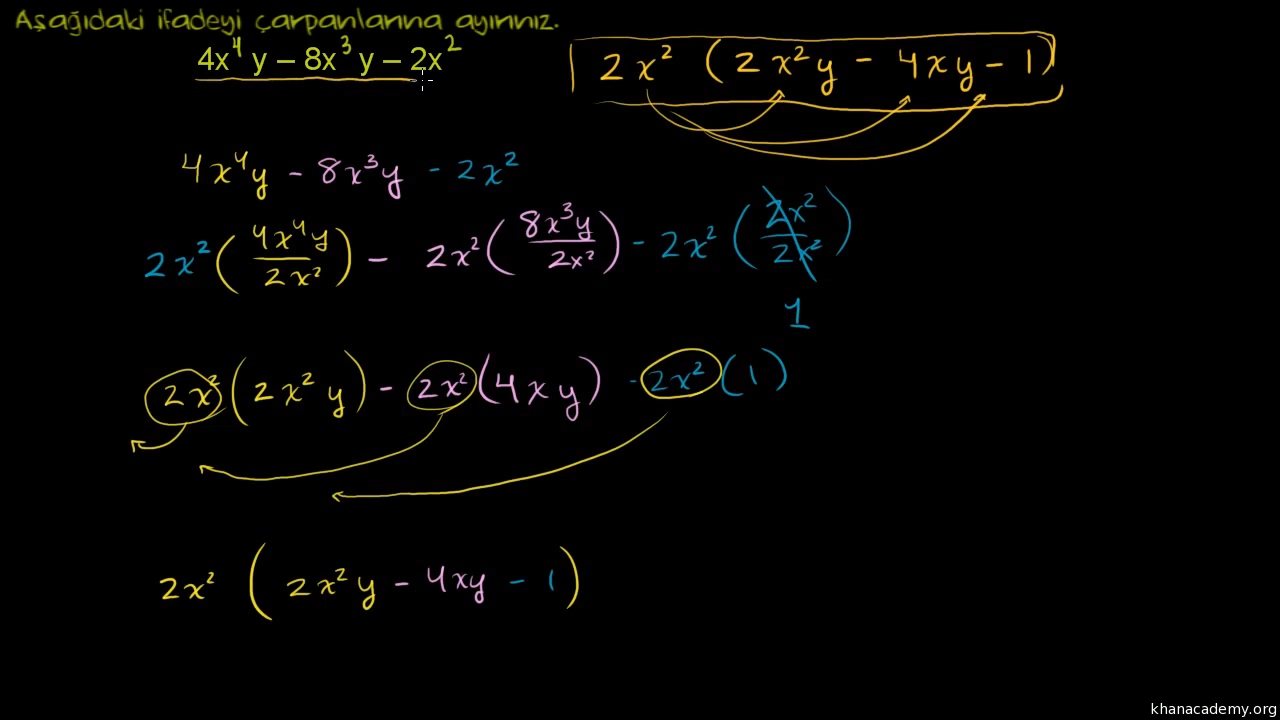 Aşağıdaki ifadeyi çarpanlarına ayırınız.
4x⁴y – 8x³y – 2x²
2x² (2x²y - 4xy - 1)
4x⁴y - 8x³y - 2x²
2x² (4x⁴y / 2x²) - 2x² (8x³y / 2x²) - 2x² (2x² / 2x²)
1
2x² (2x²y) - 2x² (4xy) - 2x² (1)
2x² (2x²y - 4xy - 1)
khanacademy.org